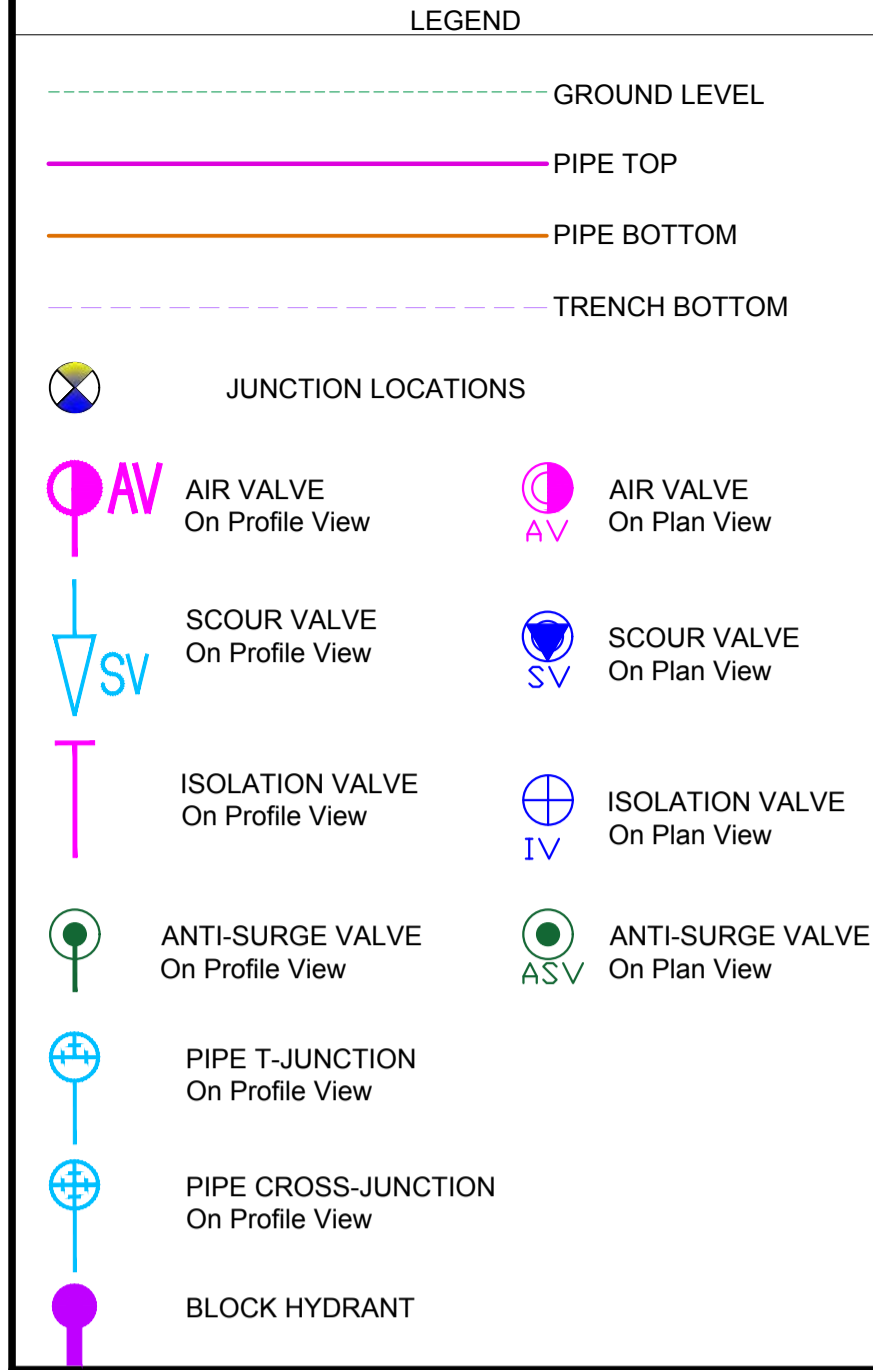 LEGEND
GROUND LEVEL
PIPE TOP
PIPE BOTTOM
TRENCH BOTTOM
JUNCTION LOCATIONS
AV
AIR VALVE
On Profile View
AV
AIR VALVE
On Plan View
SV
SCOUR VALVE
On Profile View
SV
SCOUR VALVE
On Plan View
ISOLATION VALVE
On Profile View
IV
ISOLATION VALVE
On Plan View
ANTI-SURGE VALVE
On Profile View
ASV
ANTI-SURGE VALVE
On Plan View
PIPE T-JUNCTION
On Profile View
PIPE CROSS-JUNCTION
On Profile View
BLOCK HYDRANT